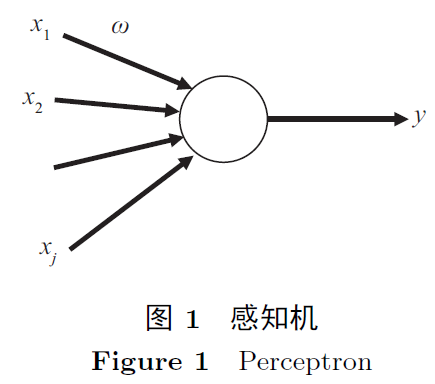 x₁
ω
x₂
y
xⱼ
图 1 感知机
Figure 1 Perceptron